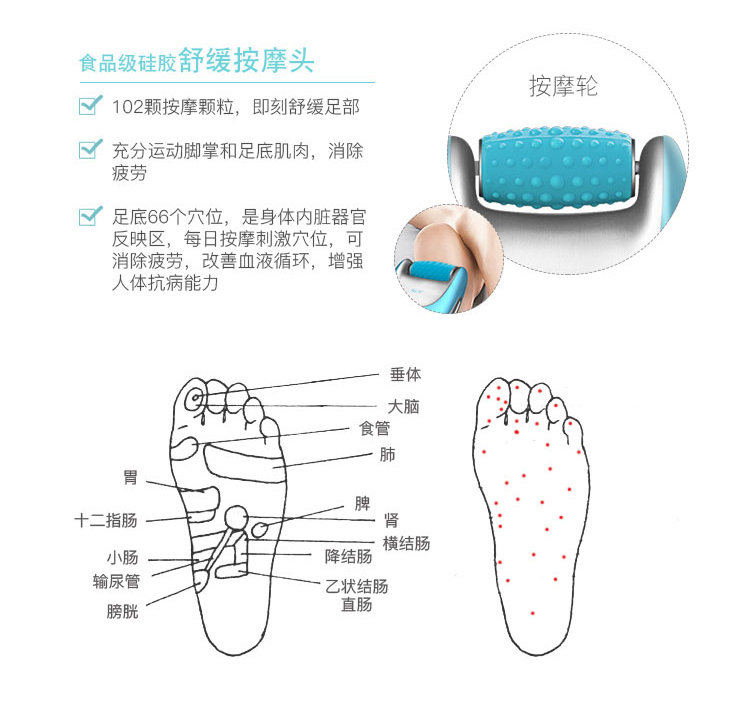 食品级硅胶舒缓按摩头
102颗按摩颗粒，即刻舒缓足部
充分运动脚掌和足底肌肉，消除
疲劳
足底66个穴位，是身体内脏器官
反映区，每日按摩刺激穴位，可
消除疲劳，改善血液循环，增强
人体抗病能力
按摩轮
垂体
大脑
食管
肺
胃
脾
十二指肠
肾
横结肠
小肠
降结肠
输尿管
乙状结肠
直肠
膀胱